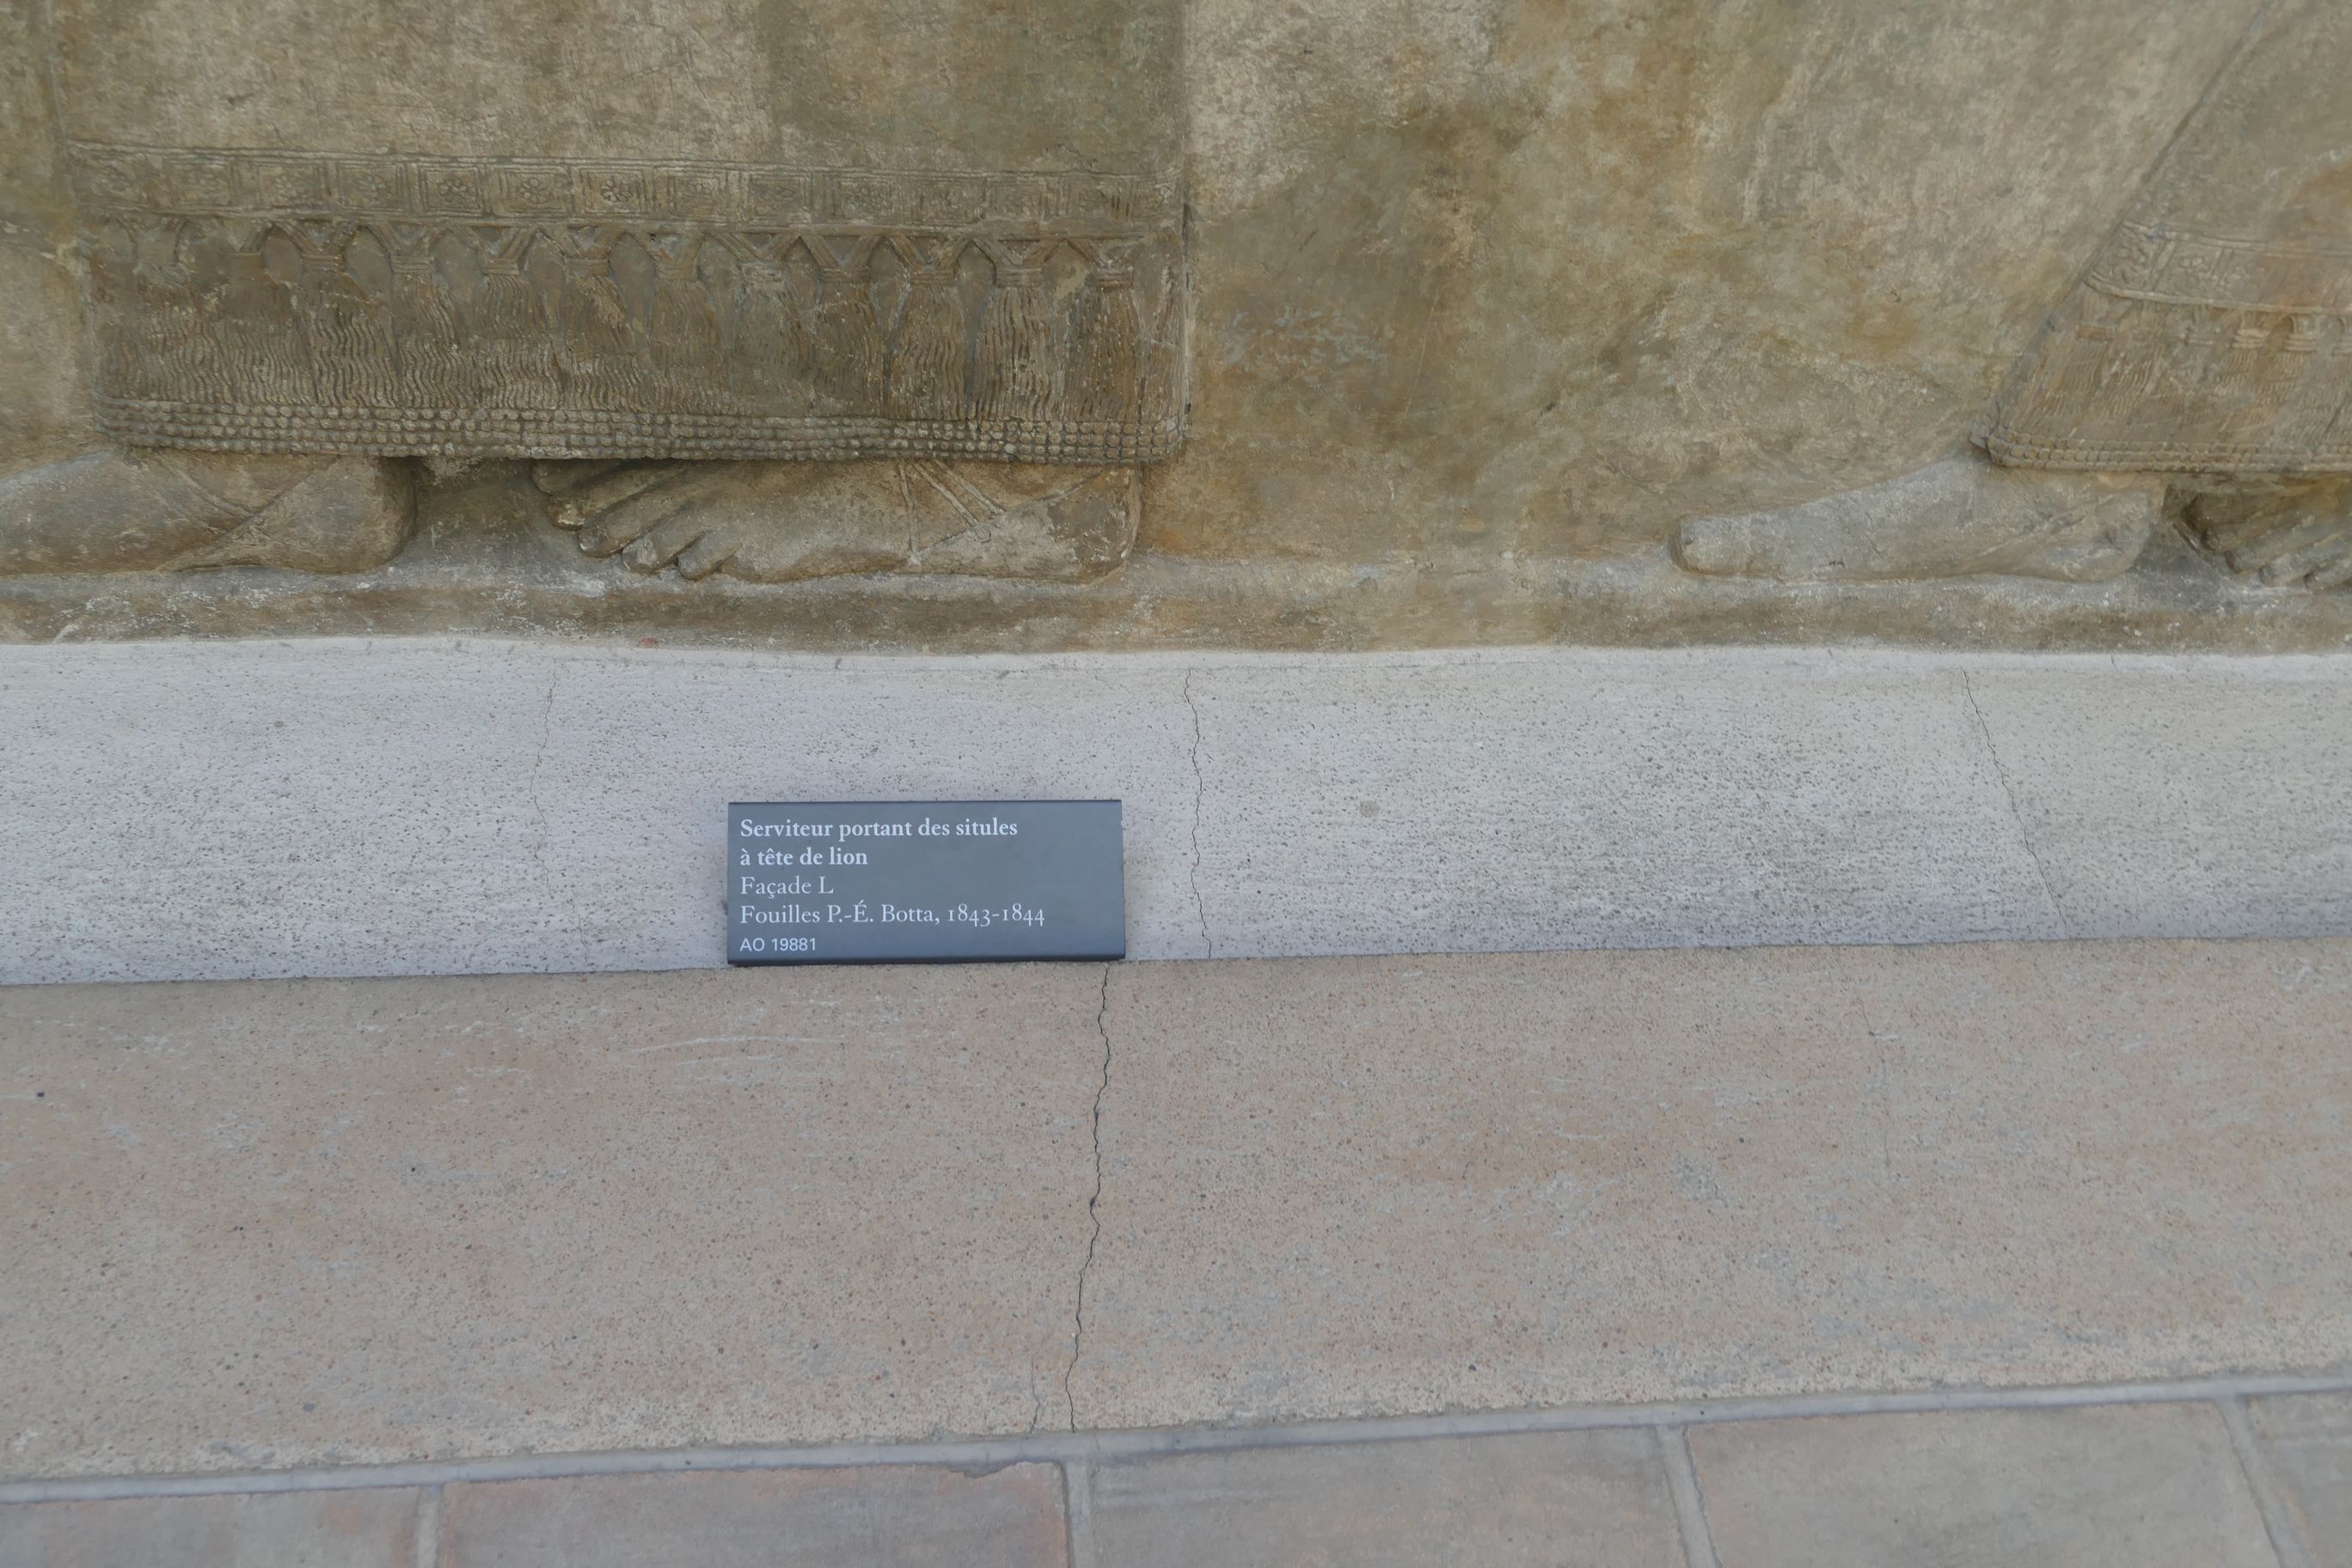 Serviteur portant des situles
à tête de lion
Façade L
Fouilles P.-É. Botta, 1843-1844
AO 19881